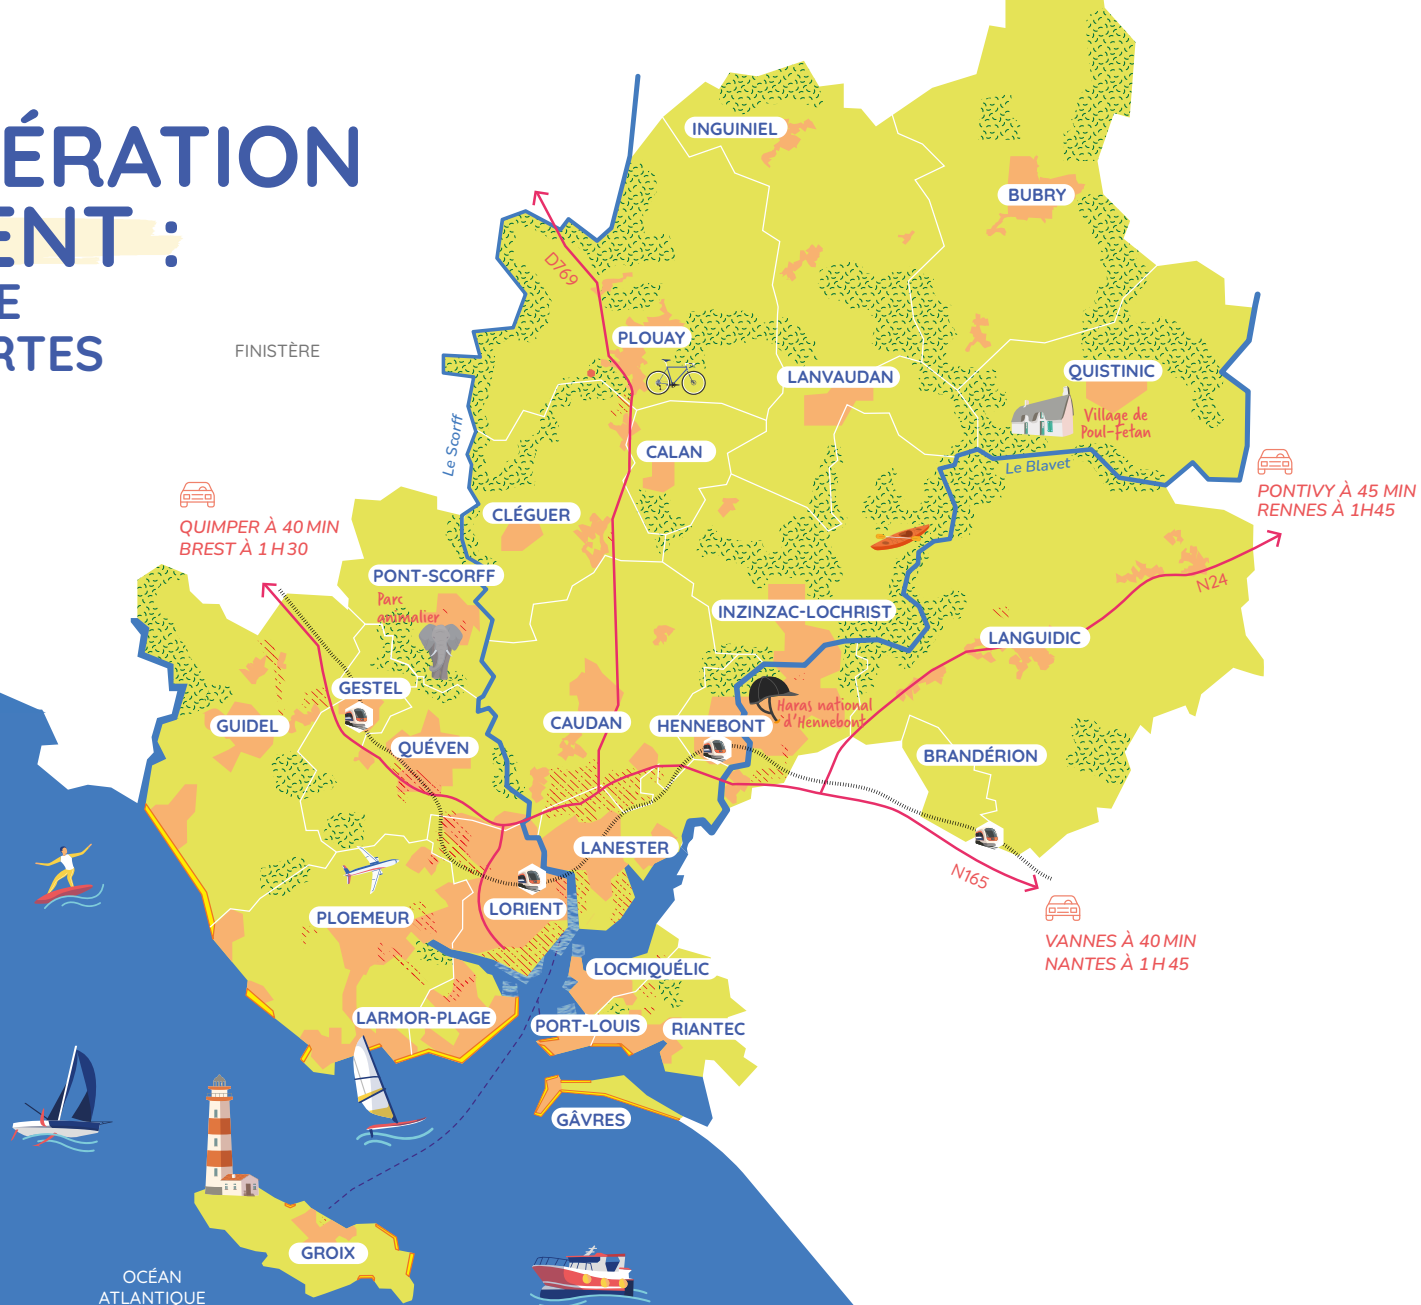 ÉRATION
ENT :
E
RTES
FINISTÈRE
INGUINIEL
BUBRY
D769
PLOUAY
LANVAUDAN
QUISTINIC
Village de
Poul-Fetan
Le Scorff
CALAN
Le Blavet
PONTIVY À 45 MIN
RENNES À 1H45
QUIMPER À 40 MIN
BREST À 1 H 30
CLÉGUER
PONT-SCORFF
Parc
animalier
N24
INZINZAC-LOCHRIST
LANGUIDIC
GESTEL
Haras national
d'Hennebont
GUIDEL
CAUDAN
HENNEBONT
QUÉVEN
BRANDÉRION
LANESTER
N165
LORIENT
PLOEMEUR
VANNES À 40 MIN
NANTES À 1 H 45
LOCMIQUÉLIC
LARMOR-PLAGE
PORT-LOUIS
RIANTEC
GÂVRES
GROIX
OCÉAN
ATLANTIQUE